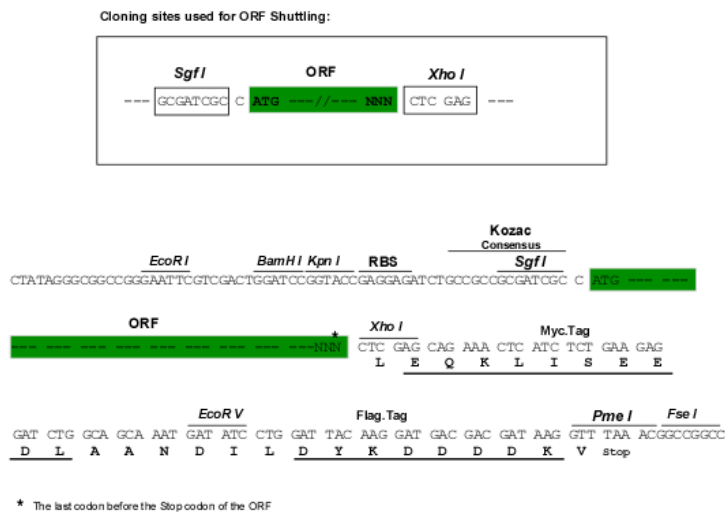 Cloning sites used for ORF Shuttling:
Sgf I ORF Xho I
--- GCGATCGC C ATG ---//--- NNN CTC GAG ---
Kozac
Consensus
EcoR I BamH I Kpn I RBS Sgf I
CTATAGGGCGGCCGGGAATTCGTCGACTGGATCCGGTACCGAGGAGATCTGCCGCCGCGATCGC C ATG --- ---
ORF
* Xho I Myc.Tag
--- --- --- --- --- --- --- --- --- --- ---NNN CTC GAG CAG AAA CTC ATC TCT GAA GAG
L E Q K L I S E E
EcoR V Flag.Tag Pme I Fse I
GAT CTG GCA GCA AAT GAT ATC CTG GAT TAC AAG GAT GAC GAC GAT AAG GTT TAA ACGGCCGGCC
D L A A N D I L D Y K D D D D K V Stop
* The last codon before the Stop codon of the ORF